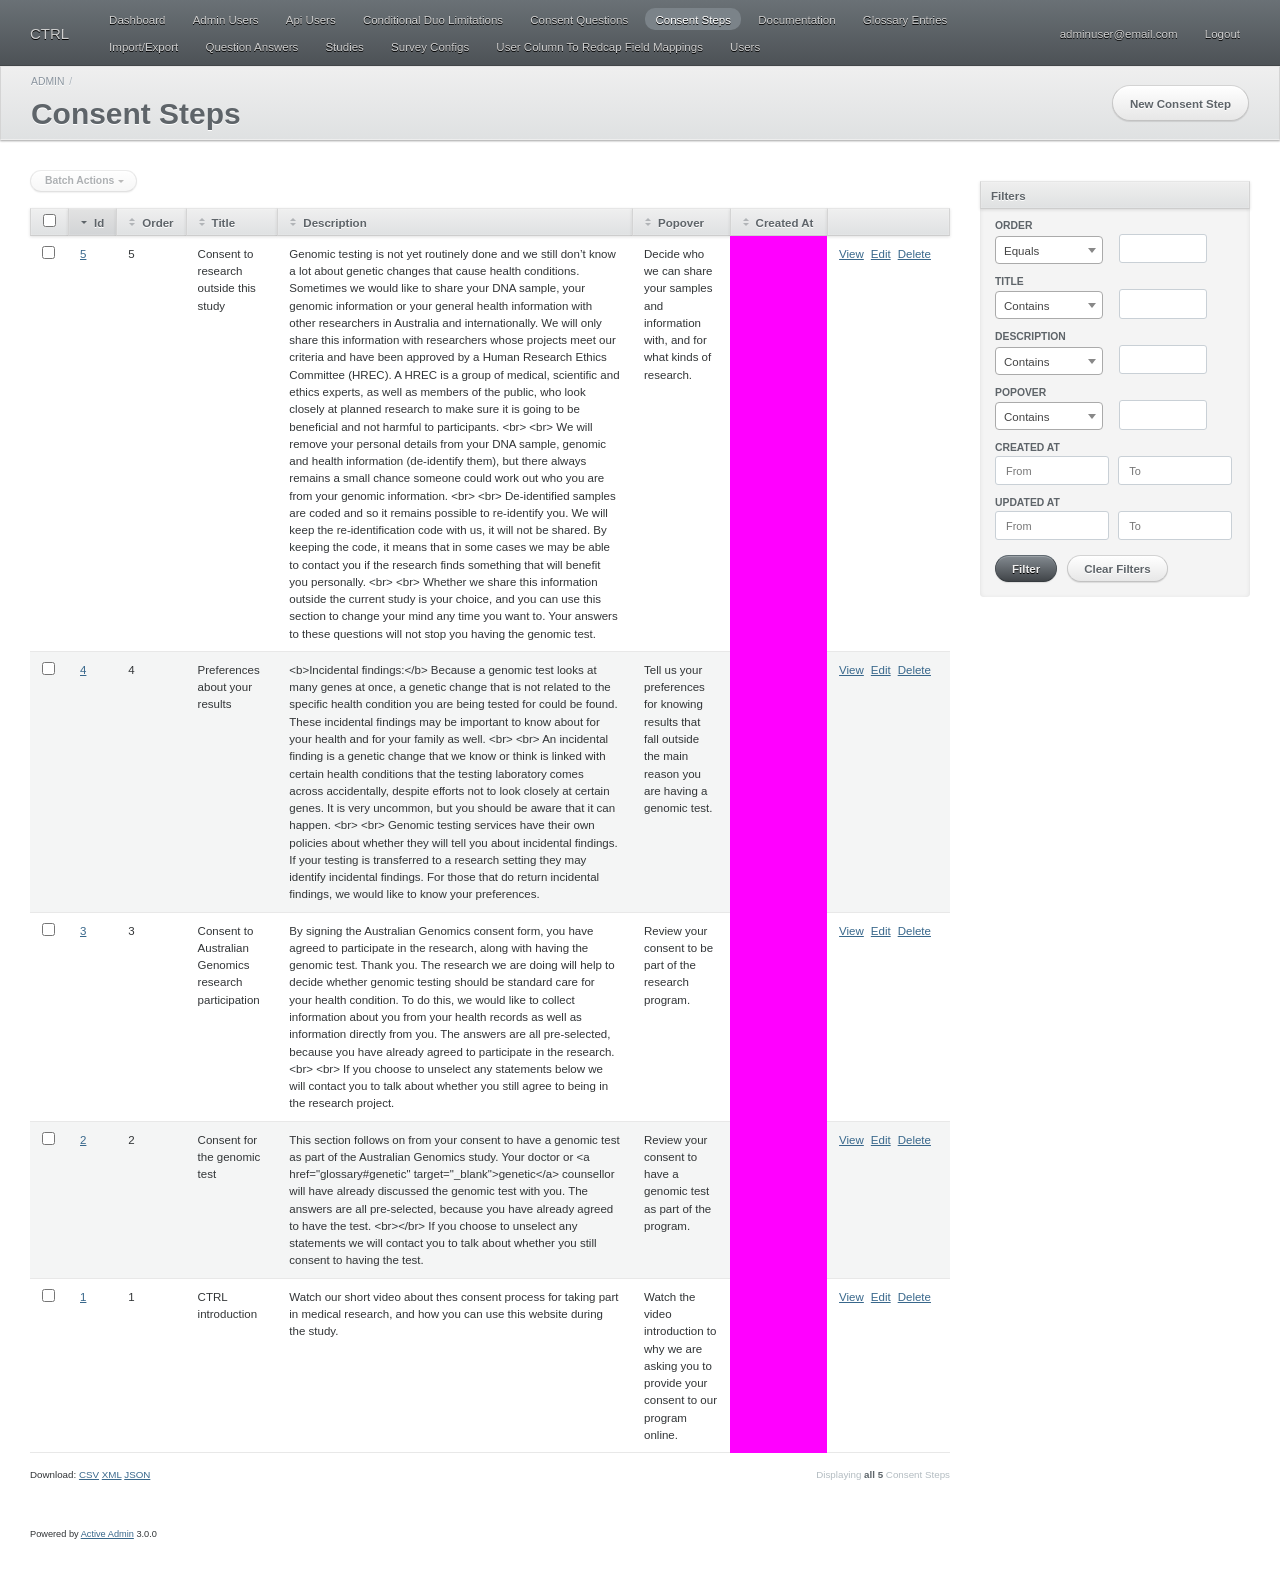 CTRL
Dashboard Admin Users Api Users Conditional Duo Limitations Consent Questions Consent Steps Documentation Glossary Entries
Import/Export Question Answers Studies Survey Configs User Column To Redcap Field Mappings Users
adminuser@email.com Logout
ADMIN /
Consent Steps
New Consent Step
Batch Actions
Id Order Title Description Popover Created At
5 5
Consent to
research
outside this
study
Genomic testing is not yet routinely done and we still don't know
a lot about genetic changes that cause health conditions.
Sometimes we would like to share your DNA sample, your
genomic information or your general health information with
other researchers in Australia and internationally. We will only
share this information with researchers whose projects meet our
criteria and have been approved by a Human Research Ethics
Committee (HREC). A HREC is a group of medical, scientific and
ethics experts, as well as members of the public, who look
closely at planned research to make sure it is going to be
beneficial and not harmful to participants. <br> <br> We will
remove your personal details from your DNA sample, genomic
and health information (de-identify them), but there always
remains a small chance someone could work out who you are
from your genomic information. <br> <br> De-identified samples
are coded and so it remains possible to re-identify you. We will
keep the re-identification code with us, it will not be shared. By
keeping the code, it means that in some cases we may be able
to contact you if the research finds something that will benefit
you personally. <br> <br> Whether we share this information
outside the current study is your choice, and you can use this
section to change your mind any time you want to. Your answers
to these questions will not stop you having the genomic test.
Decide who
we can share
your samples
and
information
with, and for
what kinds of
research.
View Edit Delete
4 4
Preferences
about your
results
<b>Incidental findings:</b> Because a genomic test looks at
many genes at once, a genetic change that is not related to the
specific health condition you are being tested for could be found.
These incidental findings may be important to know about for
your health and for your family as well. <br> <br> An incidental
finding is a genetic change that we know or think is linked with
certain health conditions that the testing laboratory comes
across accidentally, despite efforts not to look closely at certain
genes. It is very uncommon, but you should be aware that it can
happen. <br> <br> Genomic testing services have their own
policies about whether they will tell you about incidental findings.
If your testing is transferred to a research setting they may
identify incidental findings. For those that do return incidental
findings, we would like to know your preferences.
Tell us your
preferences
for knowing
results that
fall outside
the main
reason you
are having a
genomic test.
View Edit Delete
3 3
Consent to
Australian
Genomics
research
participation
By signing the Australian Genomics consent form, you have
agreed to participate in the research, along with having the
genomic test. Thank you. The research we are doing will help to
decide whether genomic testing should be standard care for
your health condition. To do this, we would like to collect
information about you from your health records as well as
information directly from you. The answers are all pre-selected,
because you have already agreed to participate in the research.
<br> <br> If you choose to unselect any statements below we
will contact you to talk about whether you still agree to being in
the research project.
Review your
consent to be
part of the
research
program.
View Edit Delete
2 2
Consent for
the genomic
test
This section follows on from your consent to have a genomic test
as part of the Australian Genomics study. Your doctor or <a
href="glossary#genetic" target="_blank">genetic</a> counsellor
will have already discussed the genomic test with you. The
answers are all pre-selected, because you have already agreed
to have the test. <br></br> If you choose to unselect any
statements we will contact you to talk about whether you still
consent to having the test.
Review your
consent to
have a
genomic test
as part of the
program.
View Edit Delete
1 1
CTRL
introduction
Watch our short video about thes consent process for taking part
in medical research, and how you can use this website during
the study.
Watch the
video
introduction to
why we are
asking you to
provide your
consent to our
program
online.
View Edit Delete
Download: CSV XML JSON
Displaying all 5 Consent Steps
Filters
ORDER
Equals
TITLE
Contains
DESCRIPTION
Contains
POPOVER
Contains
CREATED AT
From To
UPDATED AT
From To
Filter Clear Filters
Powered by Active Admin 3.0.0